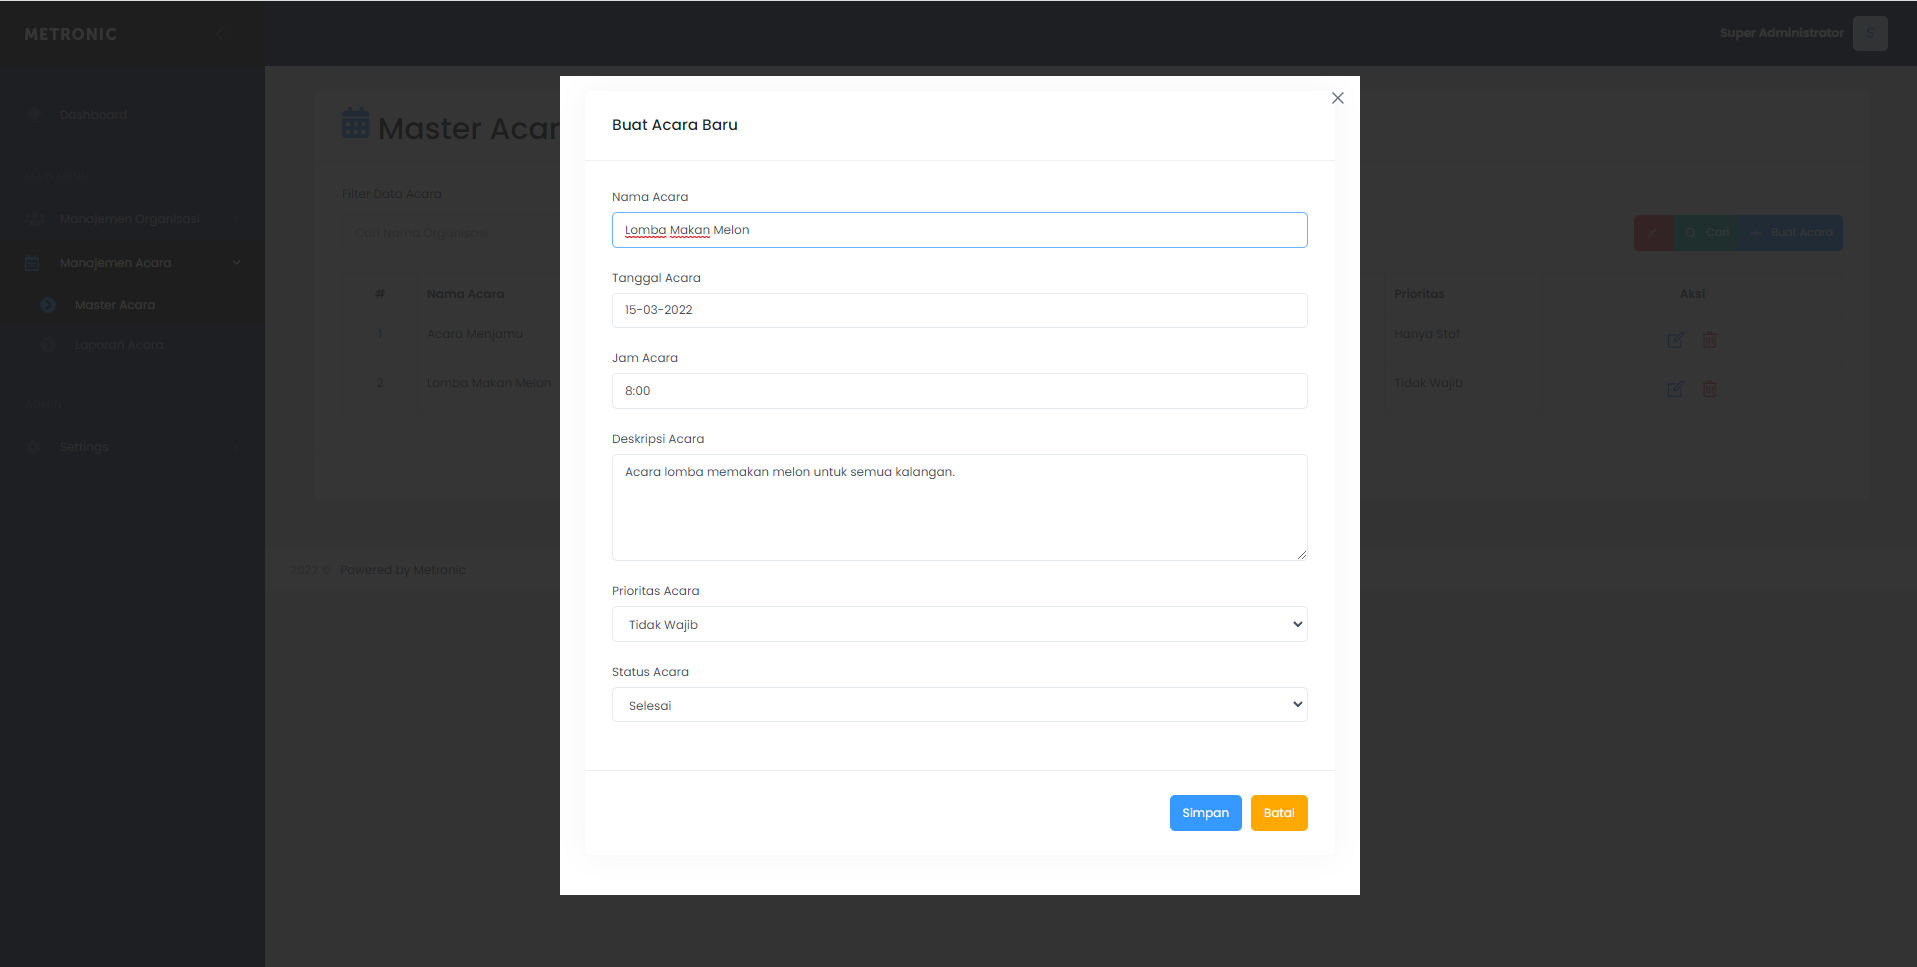 METRONIC
Super Administrator S
Dashboard
Manajemen Organisasi
Manajemen Acara
Master Acara
Laporan Acara
ADMIN
Settings
Master Acar
Filter Data Acara
Cari Nama Organisasi
Cari Buat Acara
# Nama Acara Prioritas Aksi
1 Acara Menjamu Hanya Staf
2 Lomba Makan Melon Tidak Wajib
2022 © Powered by Metronic
Buat Acara Baru
Nama Acara
Lomba Makan Melon
Tanggal Acara
15-03-2022
Jam Acara
8:00
Deskripsi Acara
Acara lomba memakan melon untuk semua kalangan.
Prioritas Acara
Tidak Wajib
Status Acara
Selesai
Simpan Batal